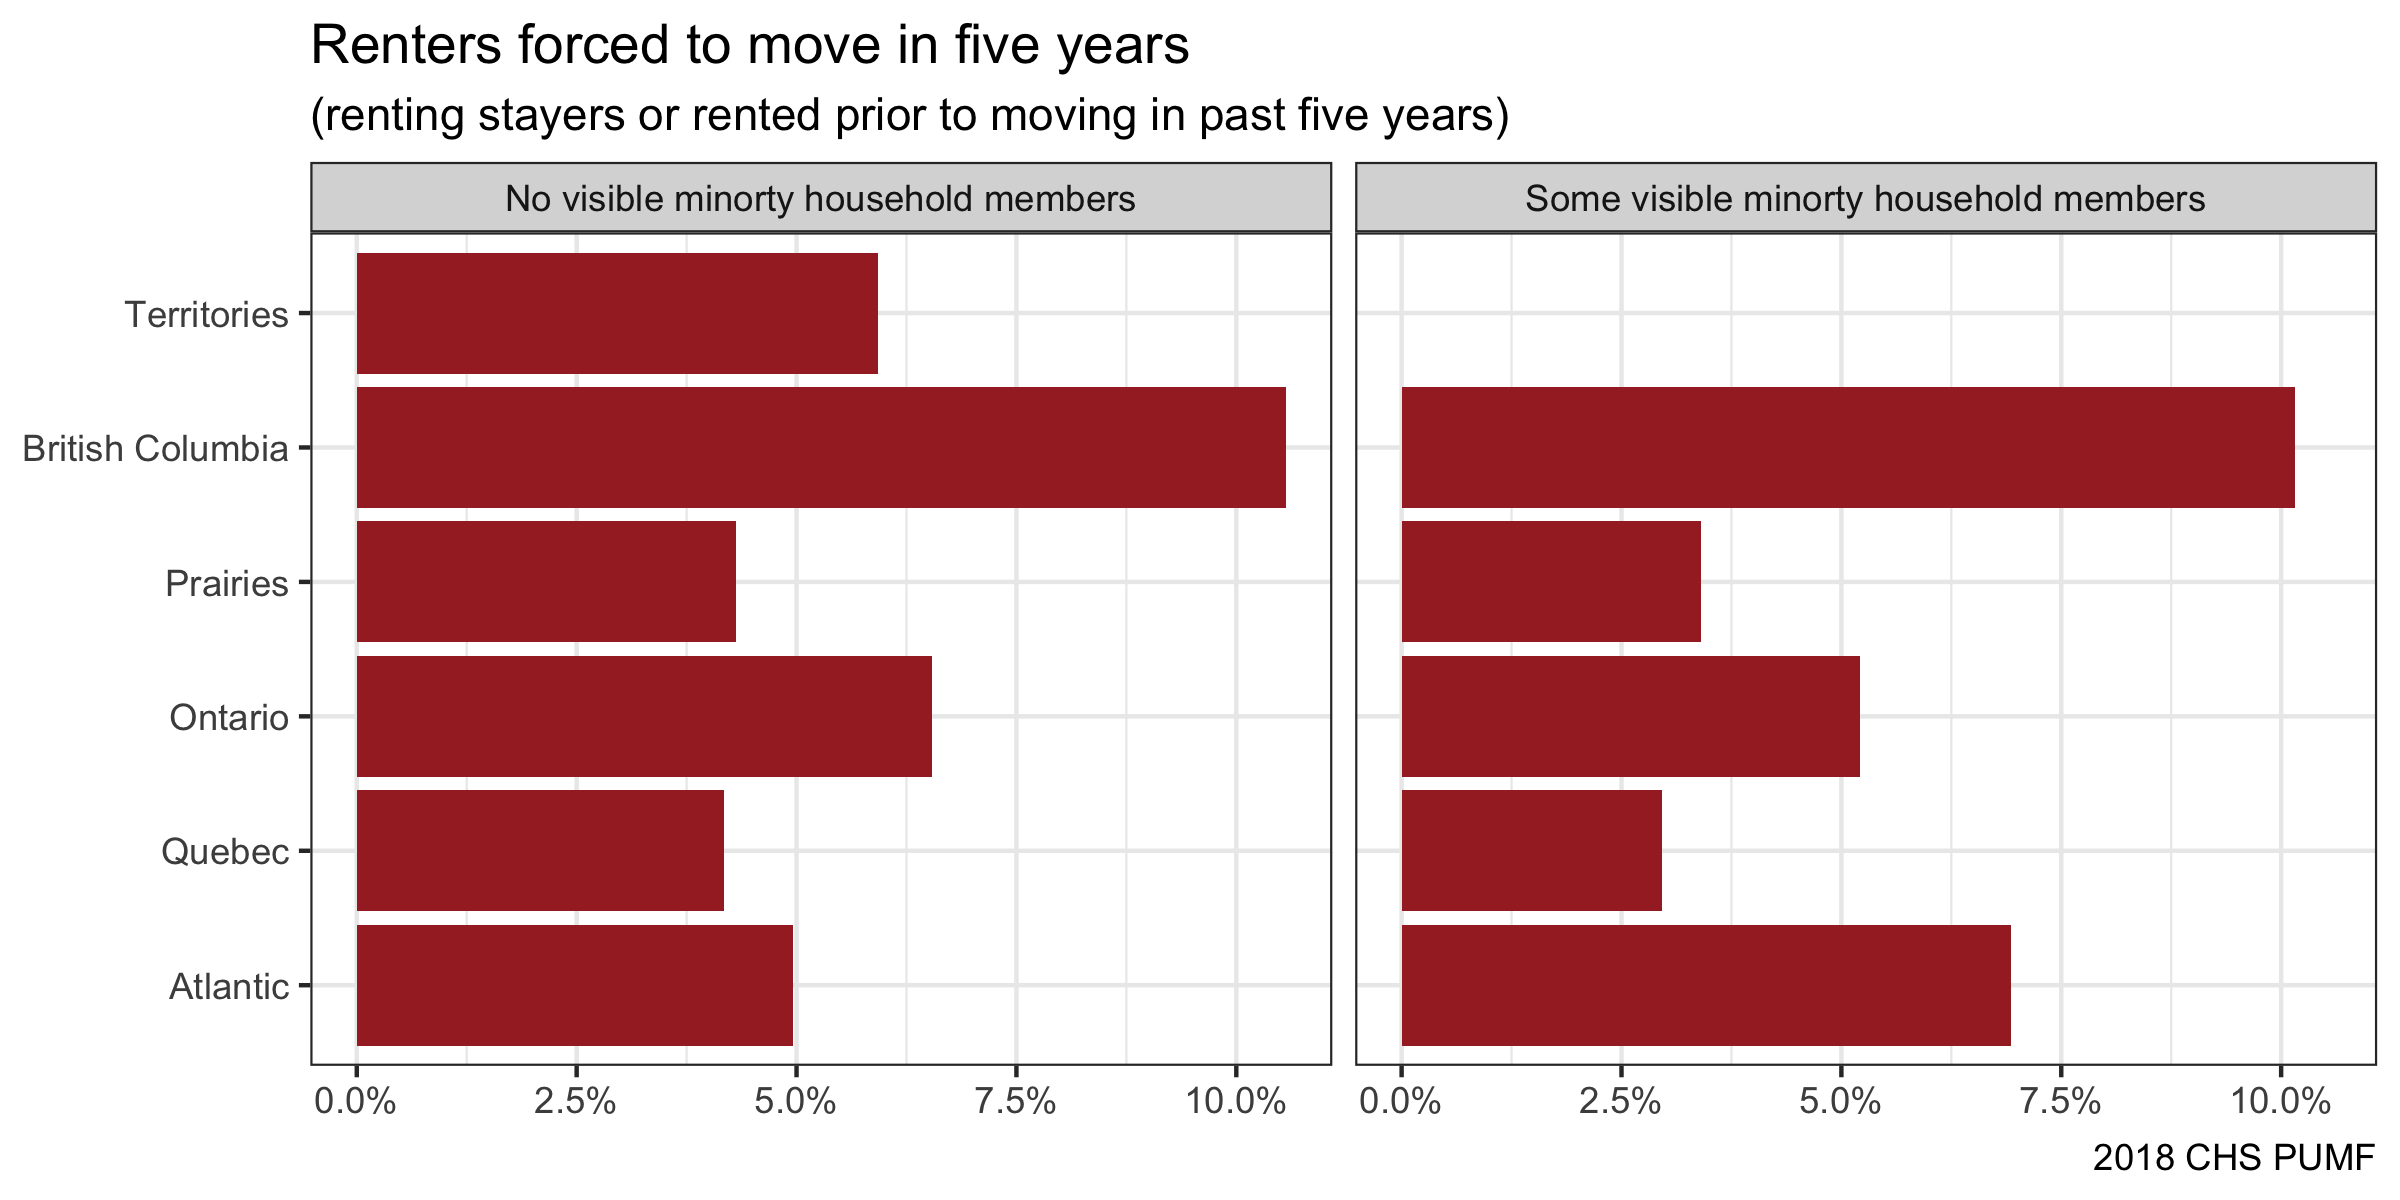 Renters forced to move in five years
(renting stayers or rented prior to moving in past five years)
No visible minorty household members
Some visible minorty household members
Territories
British Columbia
Prairies
Ontario
Quebec
Atlantic
0.0% 2.5% 5.0% 7.5% 10.0%
0.0% 2.5% 5.0% 7.5% 10.0%
2018 CHS PUMF